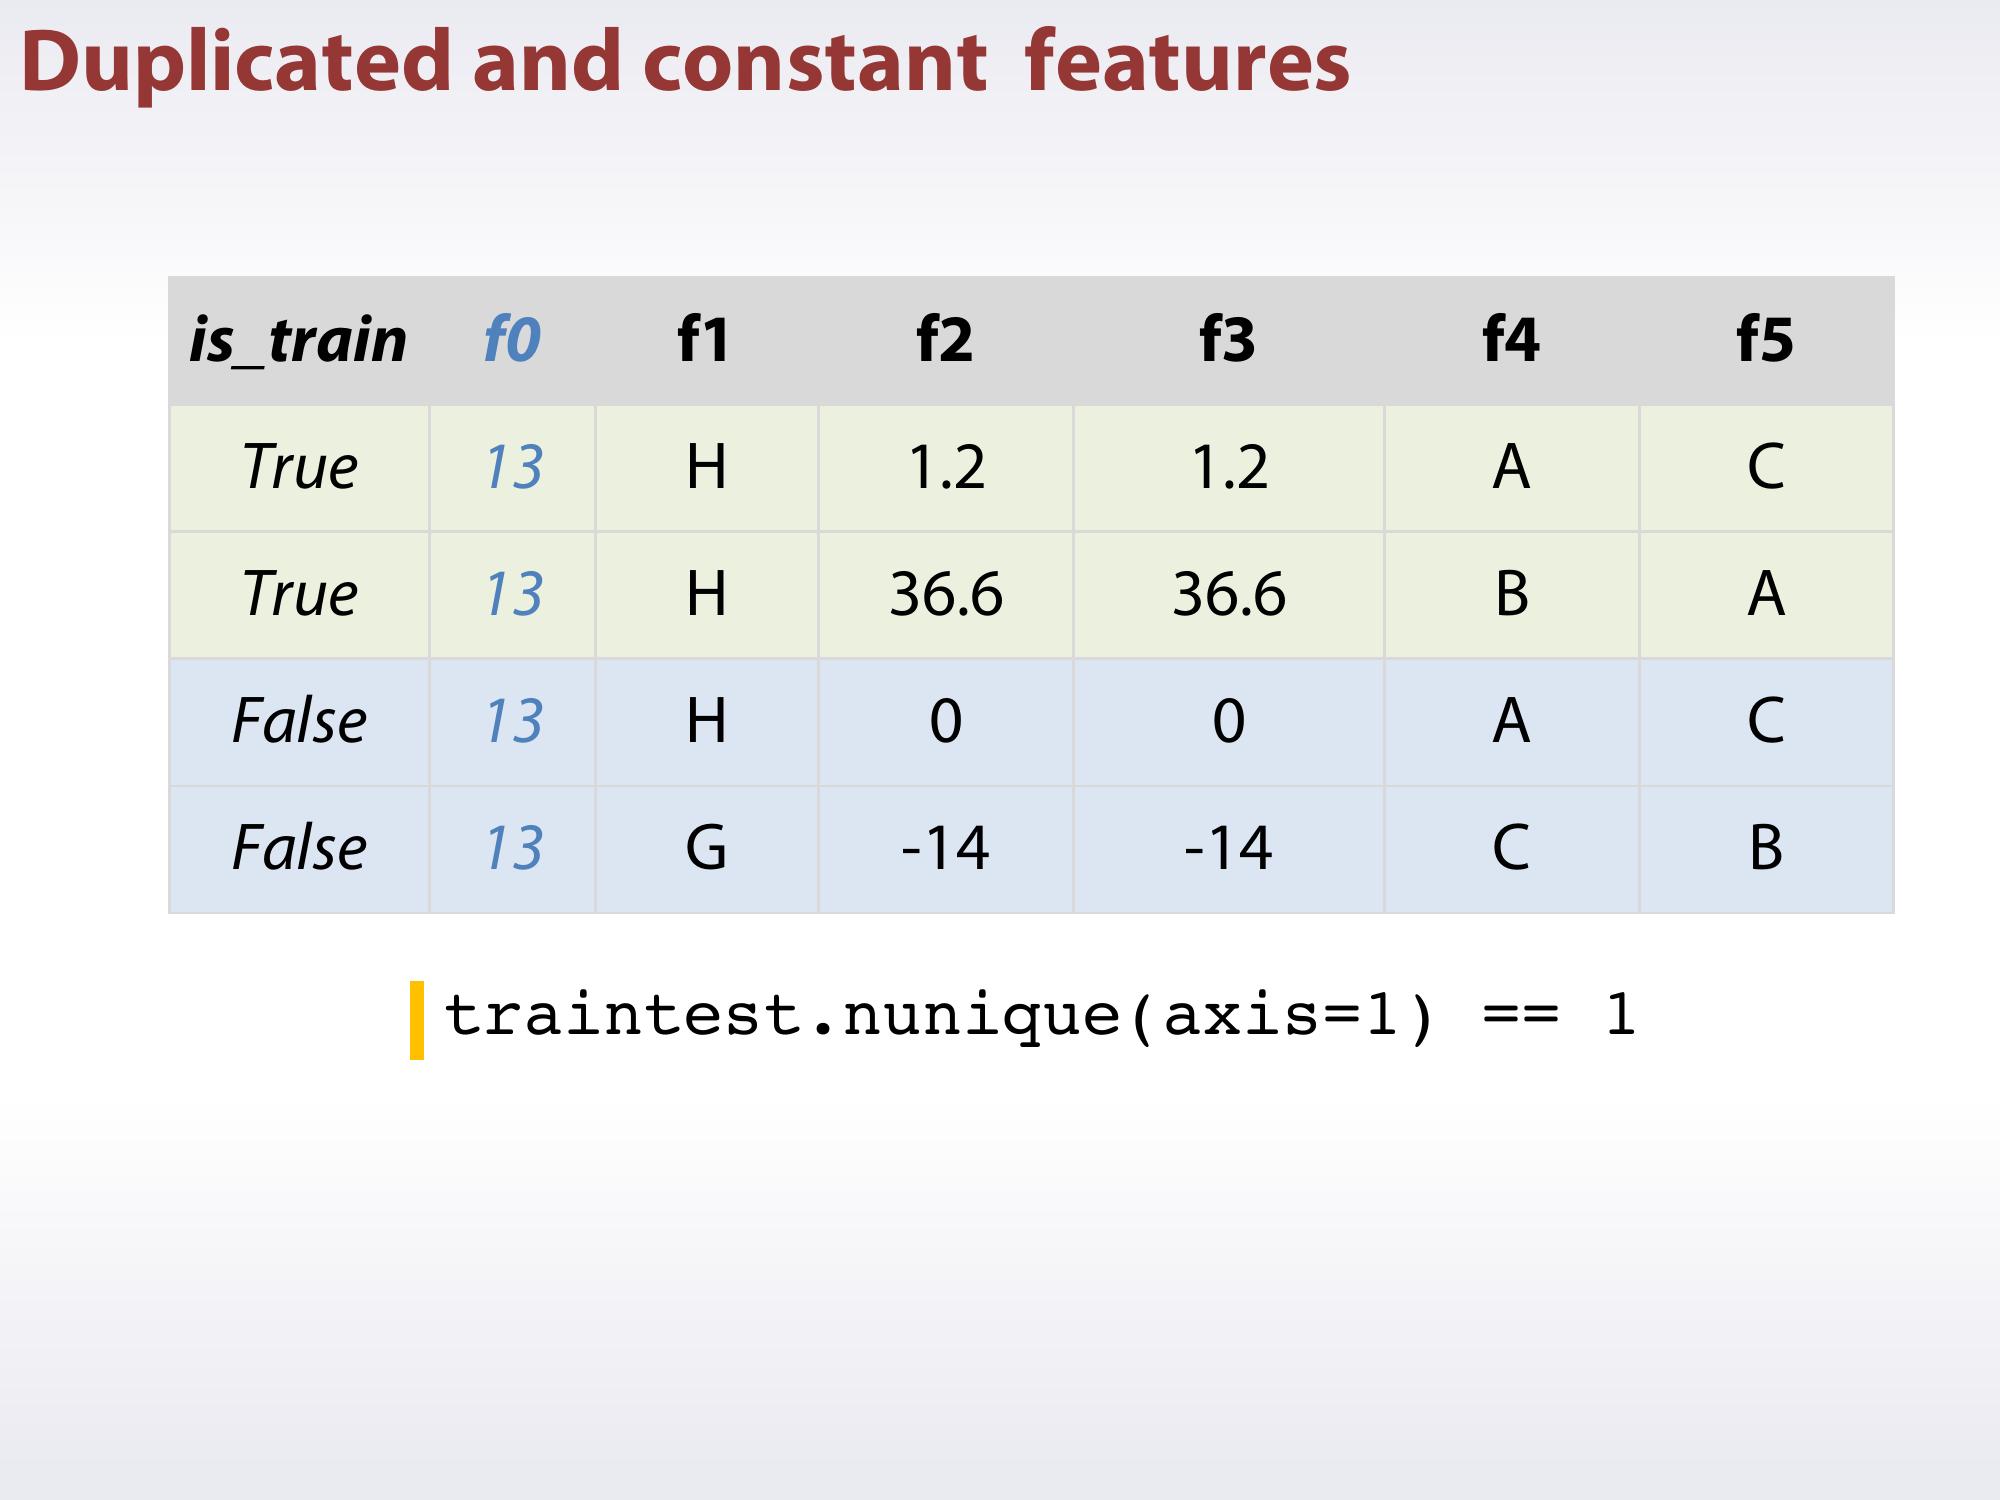 Duplicated and constant features
is_train f0 f1 f2 f3 f4 f5
True 13 H 1.2 1.2 A C
True 13 H 36.6 36.6 B A
False 13 H 0 0 A C
False 13 G -14 -14 C B
traintest.nunique(axis=1) == 1